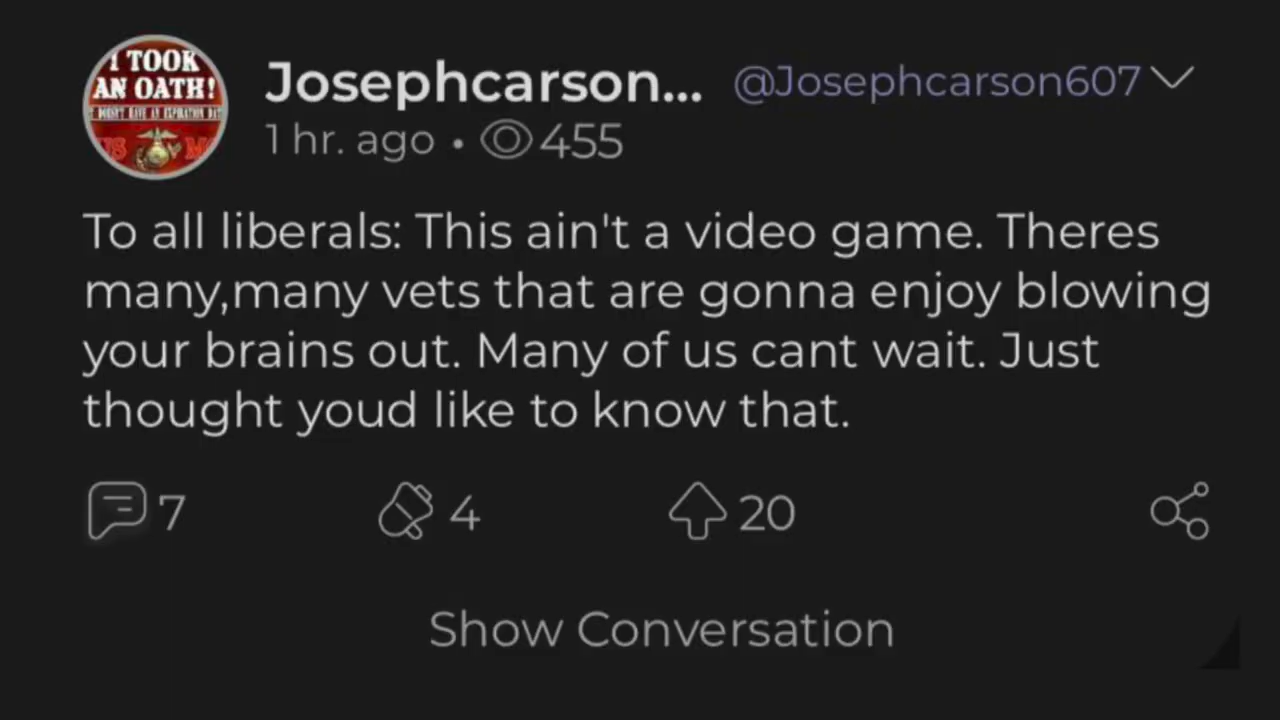 I TOOK
AN OATH!
Josephcarson... @Josephcarson607
1 hr. ago • 455
To all liberals: This ain't a video game. Theres
many,many vets that are gonna enjoy blowing
your brains out. Many of us cant wait. Just
thought youd like to know that.
7 4 20
Show Conversation